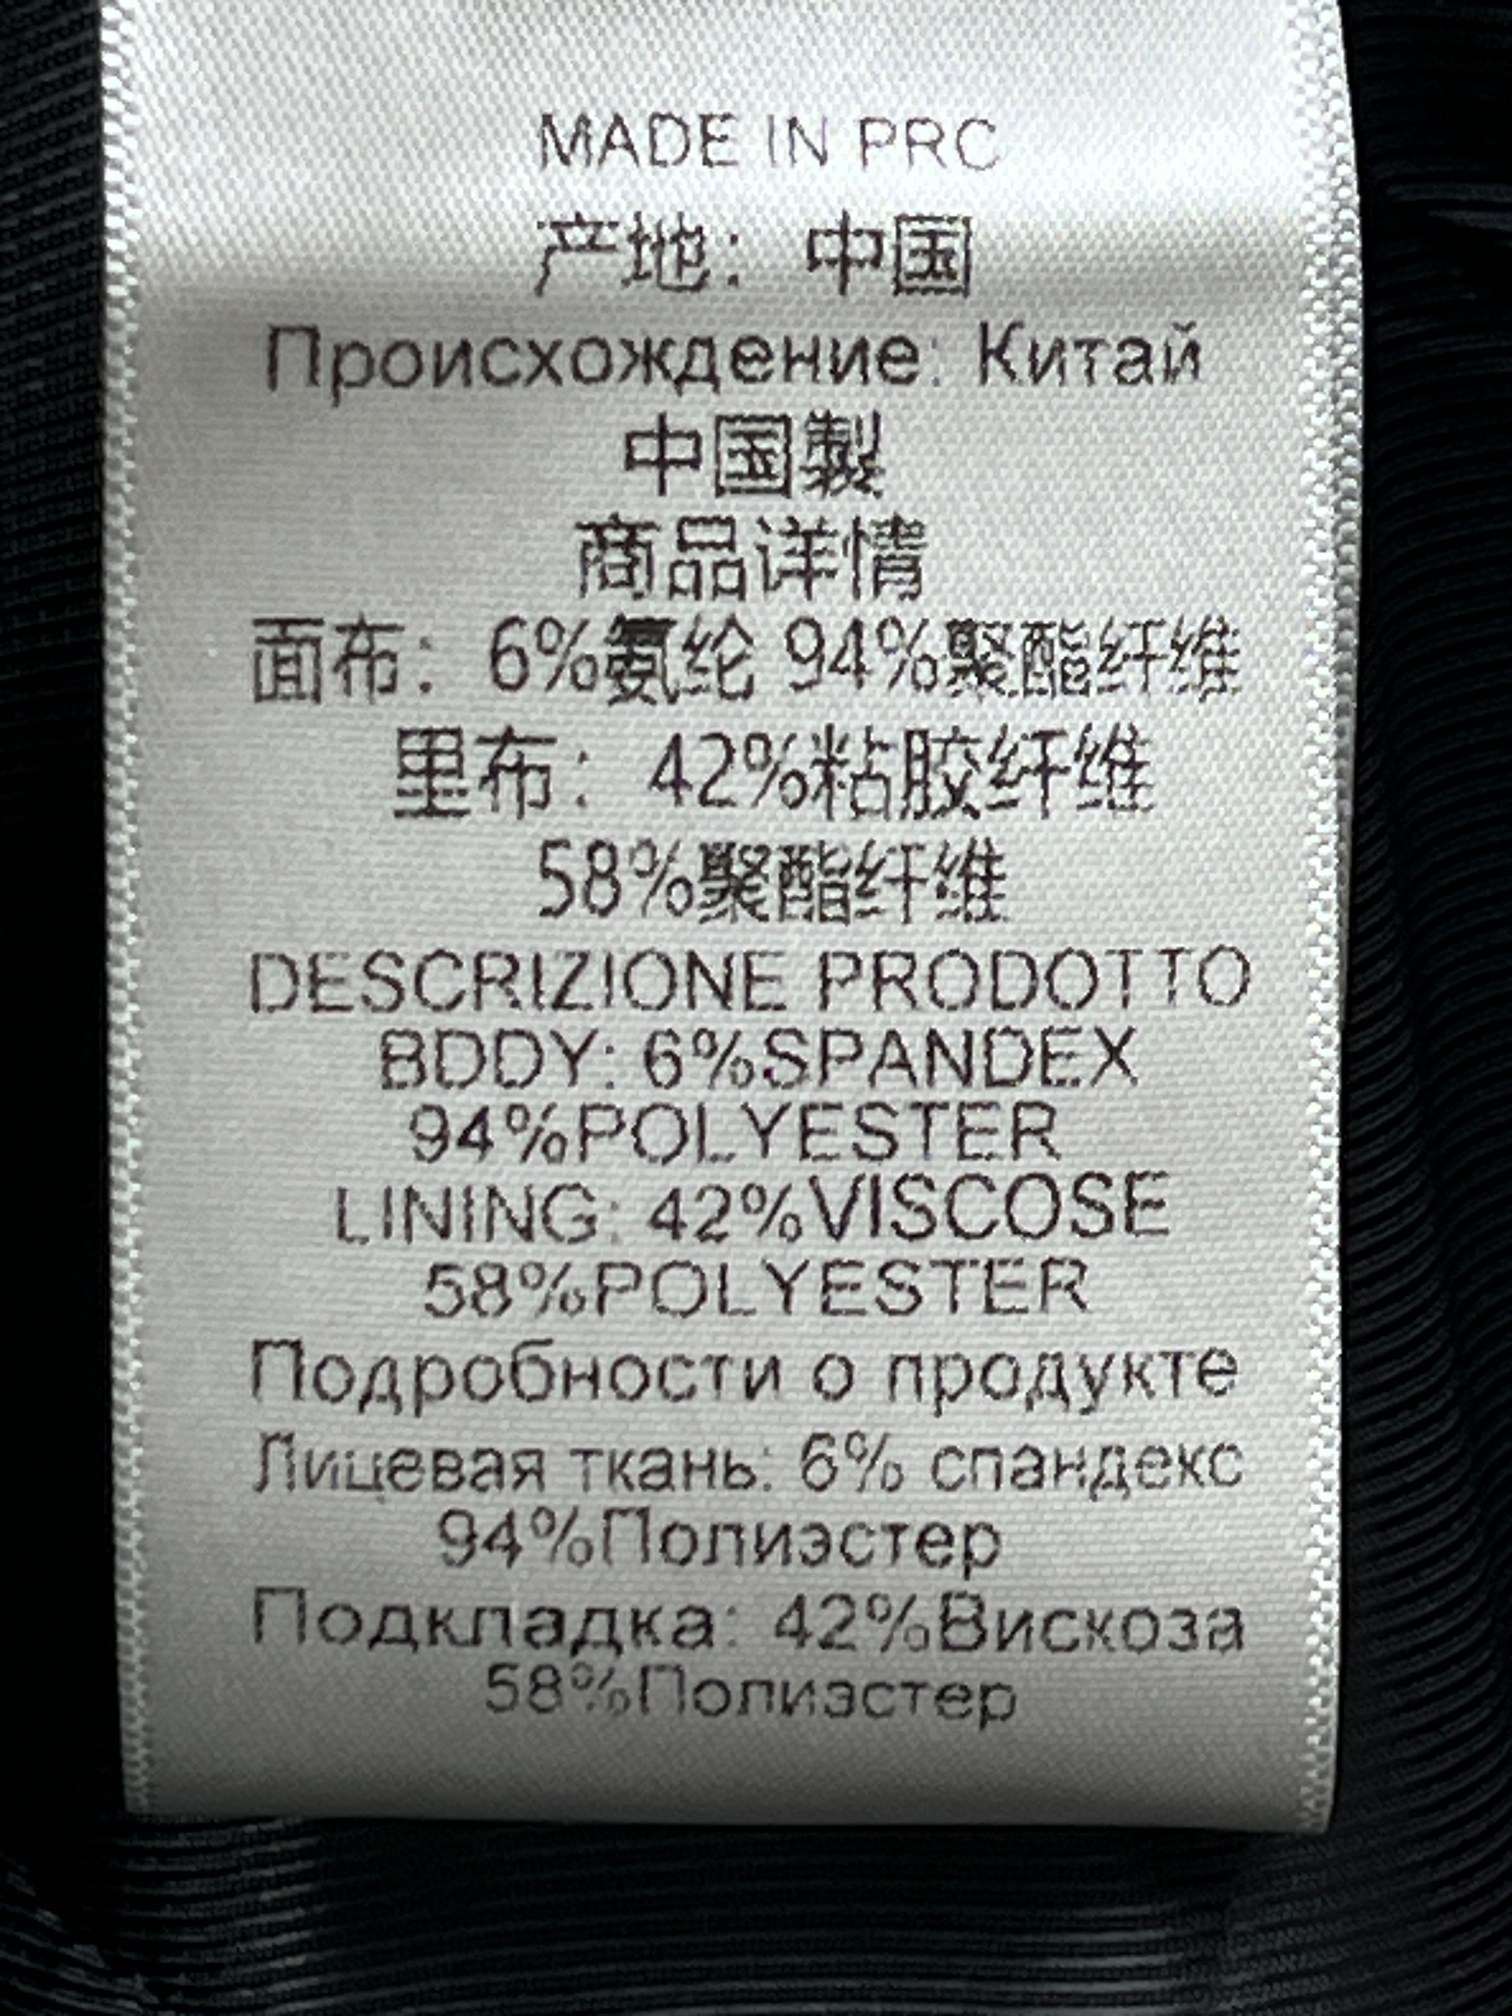 MADE IN PRC
产地：中国
Происхождение: Китай
中国製
商品详情
面布：6%氨纶 94%聚酯纤维
里布：42%粘胶纤维
58%聚酯纤维
DESCRIZIONE PRODOTTO
BDDY: 6%SPANDEX
94%POLYESTER
LINING: 42%VISCOSE
58%POLYESTER
Подробности о продукте
Лицевая ткань: 6% спандекс
94%Полиэстер
Подкладка: 42%Вискоза
58%Полиэстер